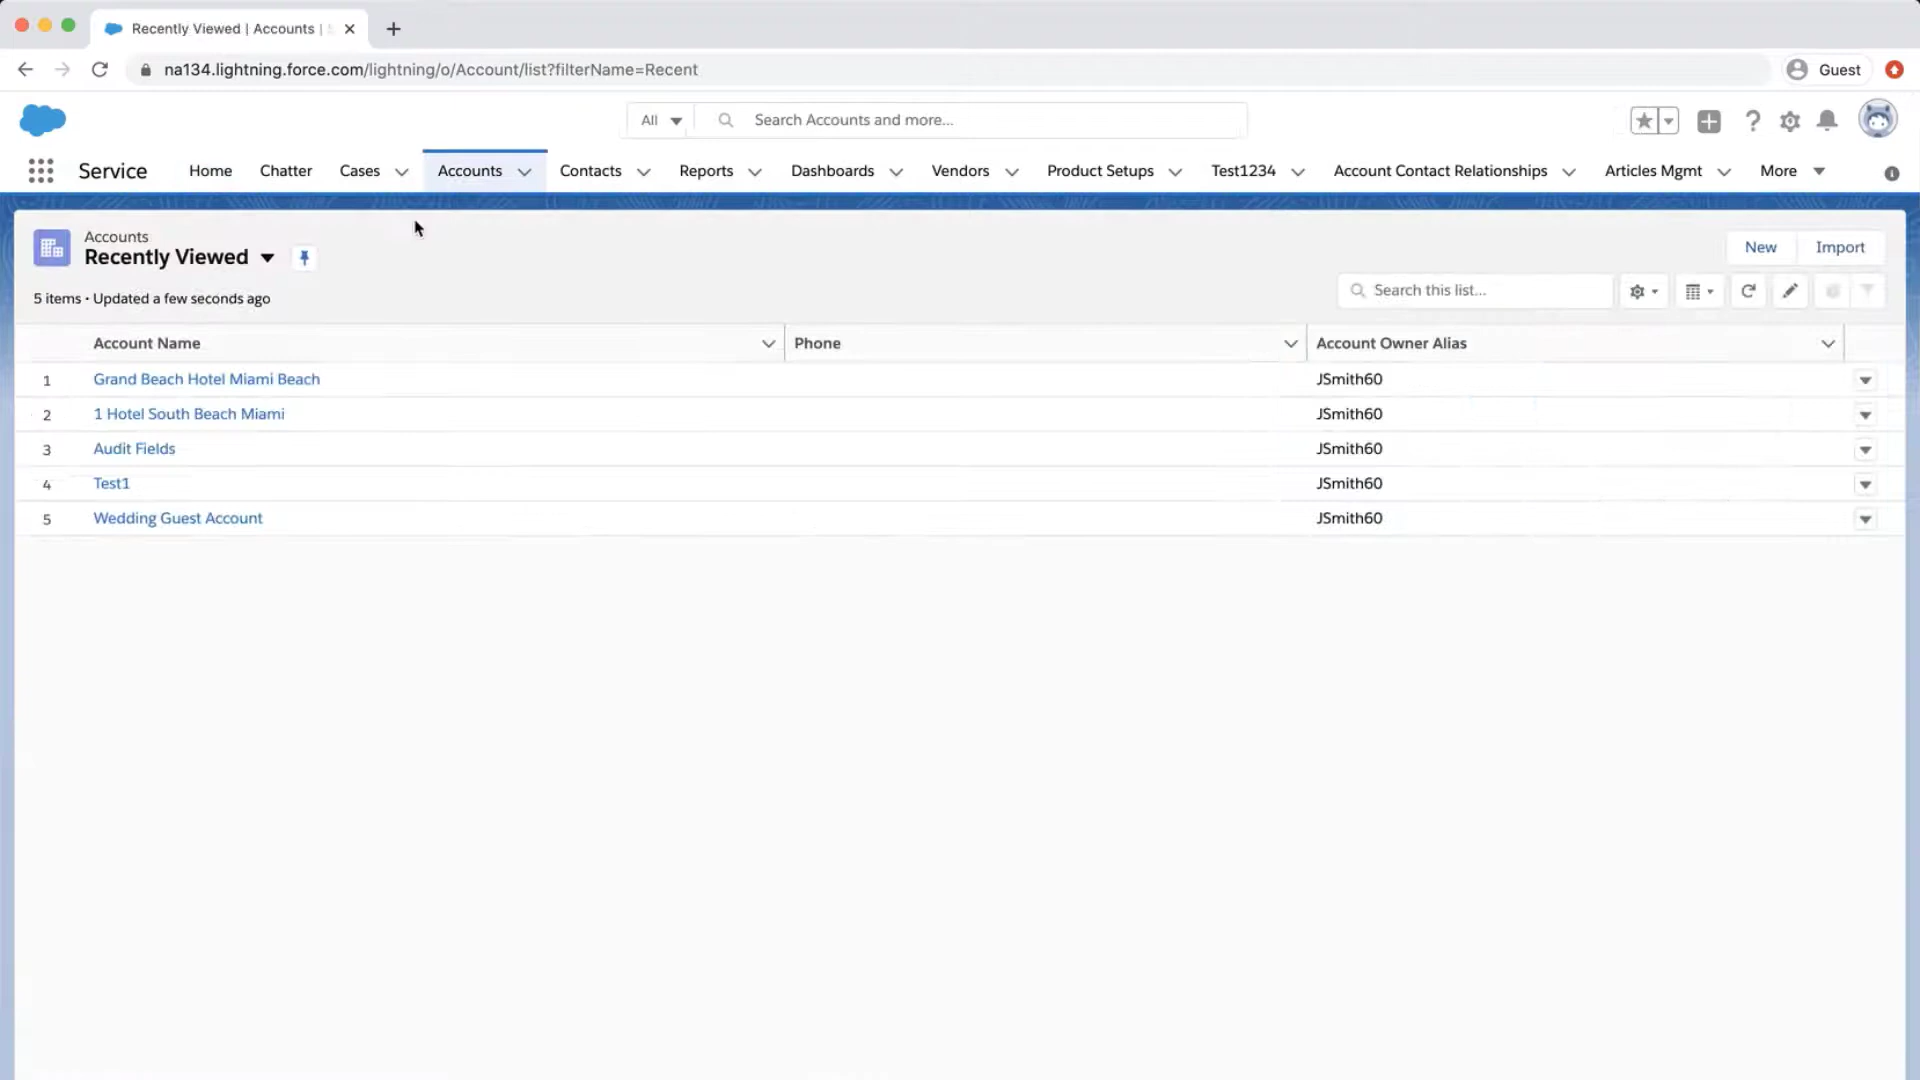 Recently Viewed | Accounts |
na134.lightning.force.com/lightning/o/Account/list?filterName=Recent
Guest
All
Search Accounts and more...
Service
Home
Chatter
Cases
Accounts
Contacts
Reports
Dashboards
Vendors
Product Setups
Test1234
Account Contact Relationships
Articles Mgmt
More
Accounts
Recently Viewed
New
Import
5 items • Updated a few seconds ago
Search this list...
Account Name
Phone
Account Owner Alias
1 Grand Beach Hotel Miami Beach JSmith60
2 1 Hotel South Beach Miami JSmith60
3 Audit Fields JSmith60
4 Test1 JSmith60
5 Wedding Guest Account JSmith60